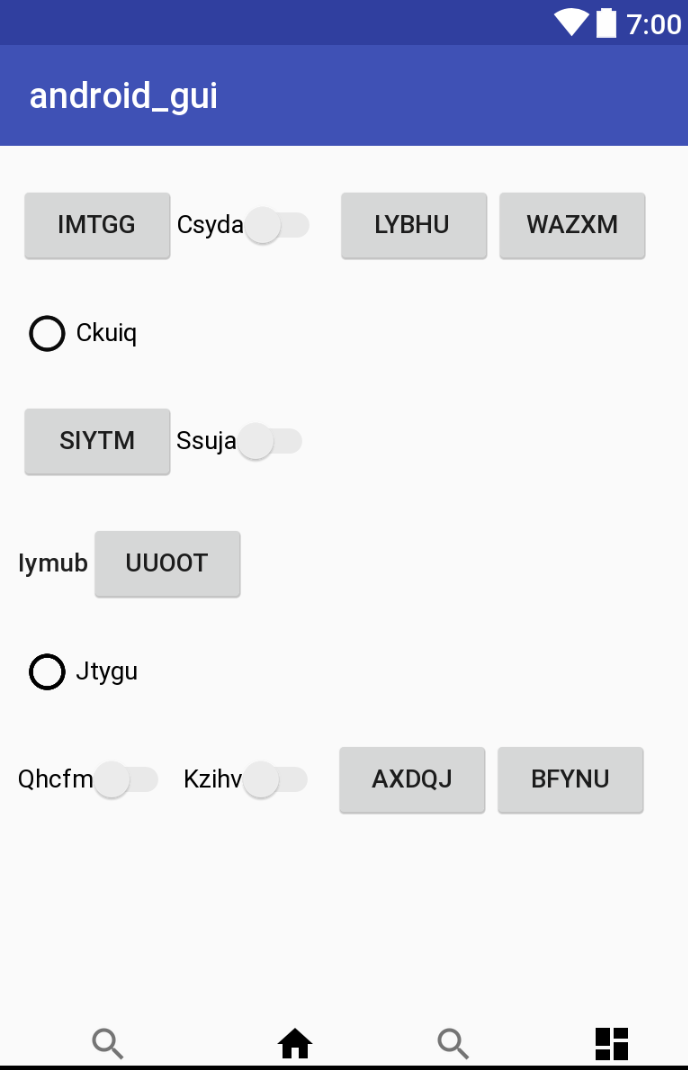 7:00
android_gui
IMTGG Csyda LYBHU WAZXM
Ckuiq
SIYTM Ssuja
Iymub UUOOT
Jtygu
Qhcfm Kzihv AXDQJ BFYNU